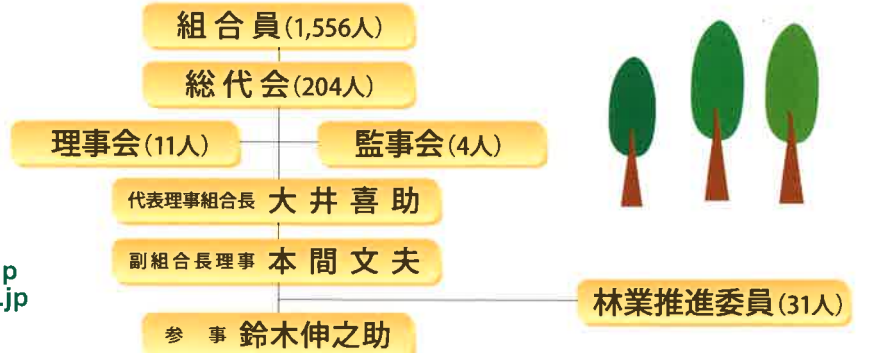 組合員(1,556人)
総代会(204人)
理事会(11人)
監事会(4人)
代表理事組合長 大井喜助
副組合長理事 本間文夫
p
.jp
林業推進委員(31人)
参 事 鈴木伸之助